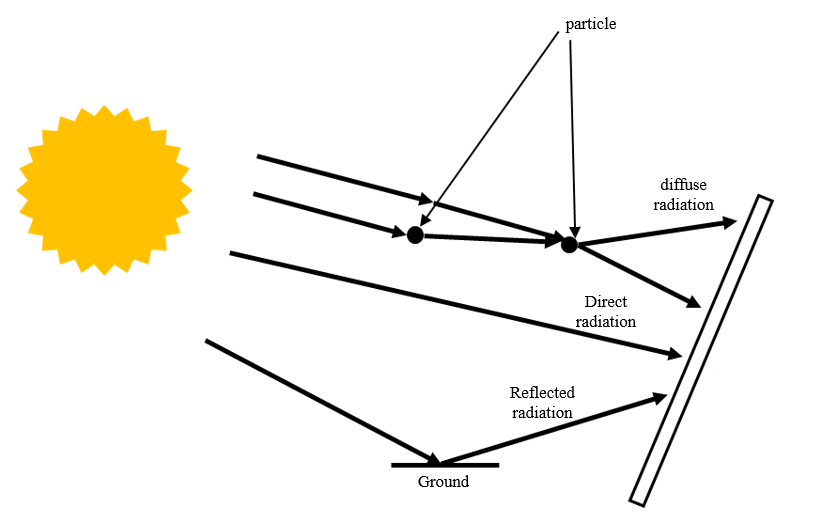 particle
diffuse
radiation
Direct
radiation
Reflected
radiation
Ground